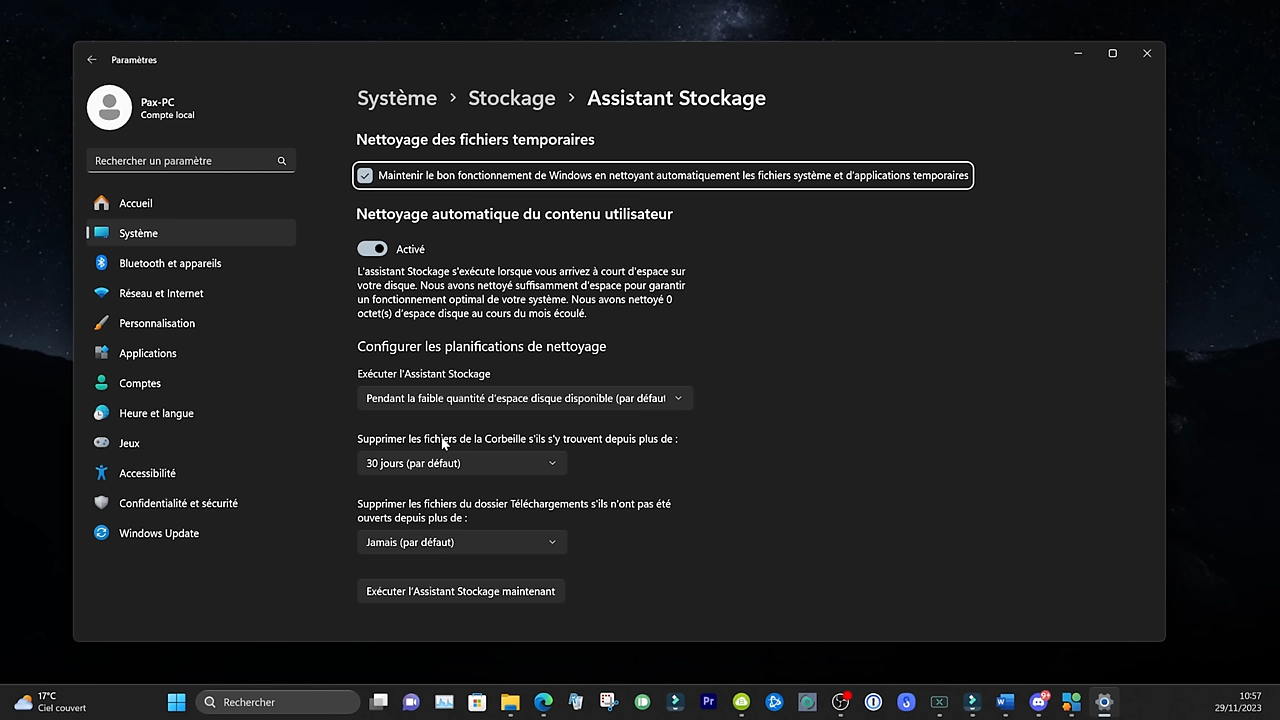 Paramètres
Pax-PC
Compte local
Rechercher un paramètre
Accueil
Système
Bluetooth et appareils
Réseau et Internet
Personnalisation
Applications
Comptes
Heure et langue
Jeux
Accessibilité
Confidentialité et sécurité
Windows Update
Système > Stockage > Assistant Stockage
Nettoyage des fichiers temporaires
Maintenir le bon fonctionnement de Windows en nettoyant automatiquement les fichiers système et d'applications temporaires
Nettoyage automatique du contenu utilisateur
Activé
L'assistant Stockage s'exécute lorsque vous arrivez à court d'espace sur
votre disque. Nous avons nettoyé suffisamment d'espace pour garantir
un fonctionnement optimal de votre système. Nous avons nettoyé 0
octet(s) d'espace disque au cours du mois écoulé.
Configurer les planifications de nettoyage
Exécuter l'Assistant Stockage
Pendant la faible quantité d'espace disque disponible (par défaut
Supprimer les fichiers de la Corbeille s'ils s'y trouvent depuis plus de :
30 jours (par défaut)
Supprimer les fichiers du dossier Téléchargements s'ils n'ont pas été
ouverts depuis plus de :
Jamais (par défaut)
Exécuter l'Assistant Stockage maintenant
17°C
Ciel couvert
Rechercher
Pr
9+
10:57
29/11/2023